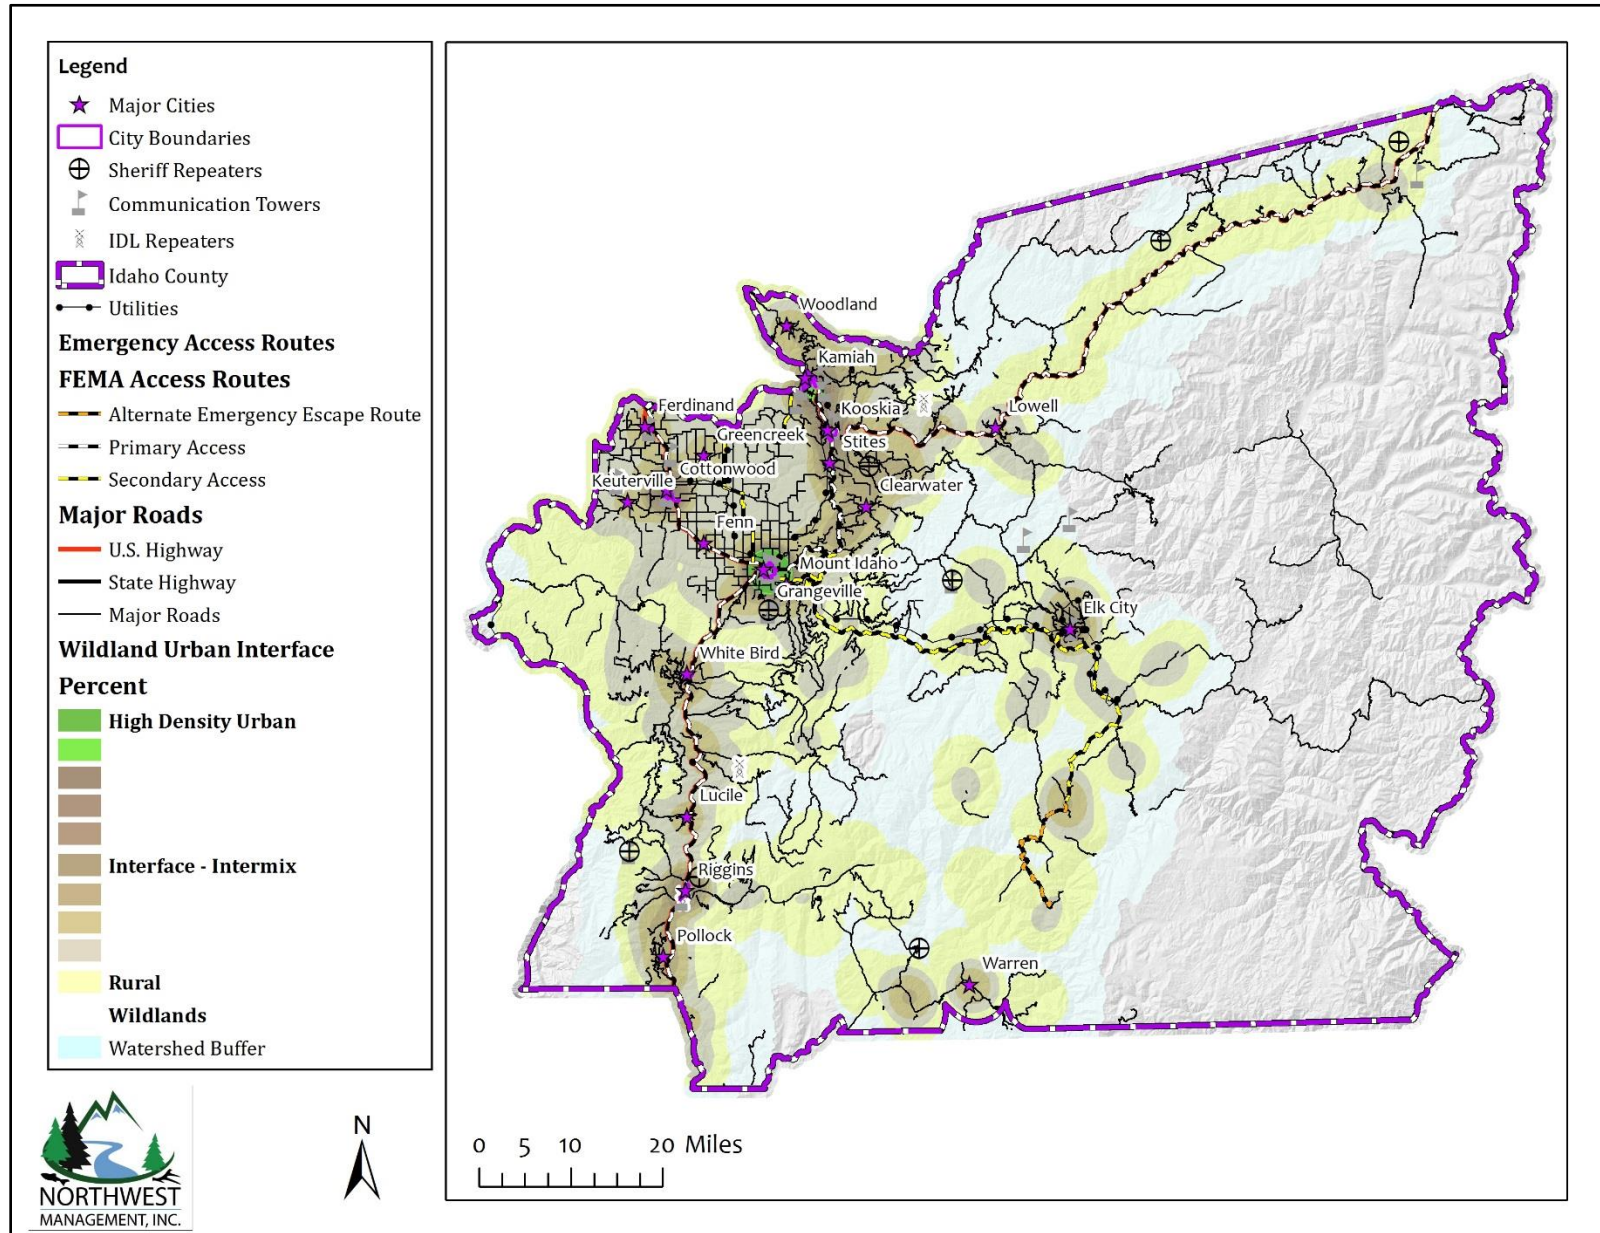 Legend
Major Cities
City Boundaries
Sheriff Repeaters
Communication Towers
IDL Repeaters
Idaho County
Utilities
Emergency Access Routes
FEMA Access Routes
Alternate Emergency Escape Route
Primary Access
Secondary Access
Major Roads
U.S. Highway
State Highway
Major Roads
Wildland Urban Interface
Percent
High Density Urban
Interface - Intermix
Rural
Wildlands
Watershed Buffer
NORTHWEST
MANAGEMENT, INC.
N
Woodland
Kamiah
Ferdinand
Kooskia
Lowell
Greencreek
Stites
Cottonwood
Keuterville
Clearwater
Fenn
Mount Idaho
Grangeville
Elk City
White Bird
Lucile
Riggins
Pollock
Warren
0 5 10 20 Miles